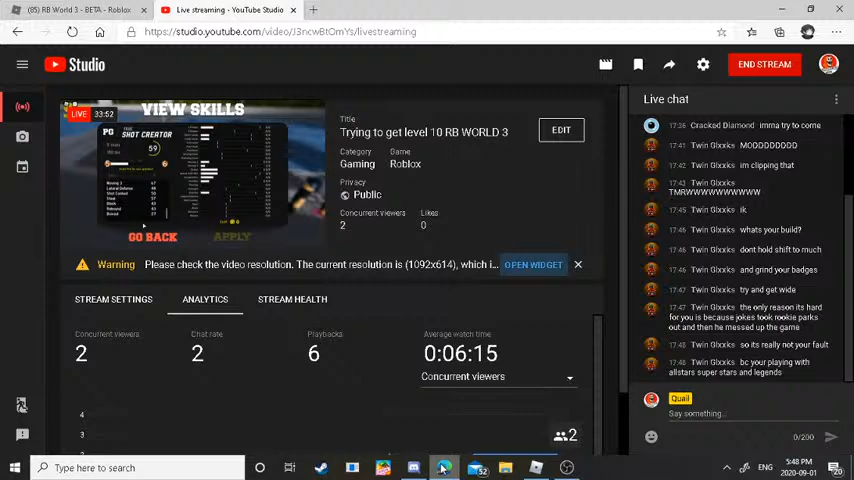 (85) RB World 3 - BETA - Roblox
Live streaming - YouTube Studio
https://studio.youtube.com/video/J3ncwBtOmYs/livestreaming
Studio
END STREAM
LIVE 33:52
VIEW SKILLS
PG
SHOT CREATOR
59
GO BACK
APPLY
Title
Trying to get level 10 RB WORLD 3
EDIT
Category
Game
Gaming
Roblox
Privacy
Public
Concurrent viewers
Likes
2
0
Warning
Please check the video resolution. The current resolution is (1092x614), which i...
OPEN WIDGET
STREAM SETTINGS
ANALYTICS
STREAM HEALTH
Concurrent viewers
Chat rate
Playbacks
Average watch time
2
2
6
0:06:15
Concurrent viewers
4
3
2
Live chat
17:36 Cracked Diamond imma try to come
17:41 Twin Glxxks MODDDDDDD
17:42 Twin Glxxks im clipping that
17:43 Twin Glxxks
TMRWWWWWWWWWW
17:45 Twin Glxxks ik
17:46 Twin Glxxks whats your build?
17:46 Twin Glxxks dont hold shift to much
17:46 Twin Glxxks and grind your badges
17:47 Twin Glxxks try and get wide
17:47 Twin Glxxks the only reason its hard
for you is because jokes took rookie parks
out and then he messed up the game
17:48 Twin Glxxks so its really not your fault
17:48 Twin Glxxks bc your playing with
allstars super stars and legends
Quail
Say something...
0/200
Type here to search
52
ENG
5:48 PM
2020-09-01
20